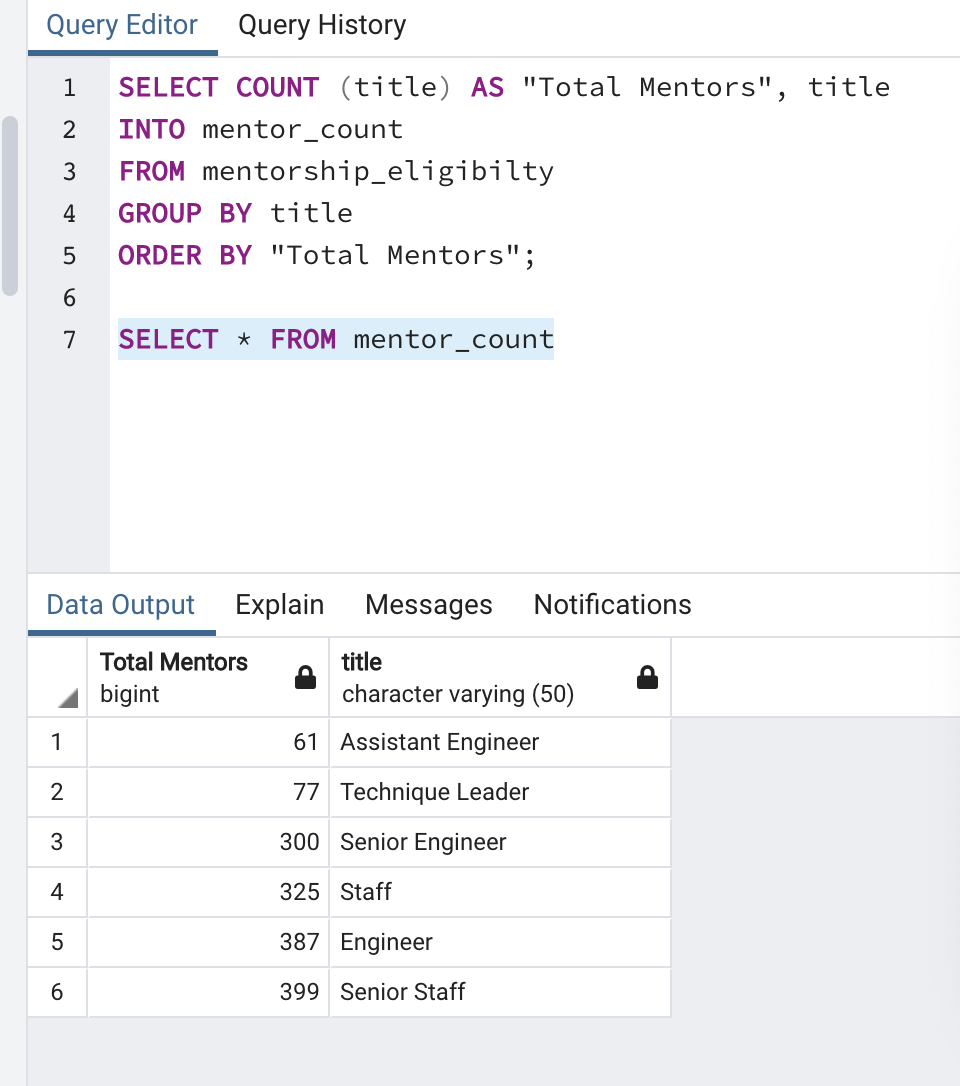 Query Editor Query History
1 SELECT COUNT (title) AS "Total Mentors", title
2 INTO mentor_count
3 FROM mentorship_eligibilty
4 GROUP BY title
5 ORDER BY "Total Mentors";
6
7 SELECT * FROM mentor_count
Data Output Explain Messages Notifications
Total Mentors title
bigint character varying (50)
1 61 Assistant Engineer
2 77 Technique Leader
3 300 Senior Engineer
4 325 Staff
5 387 Engineer
6 399 Senior Staff